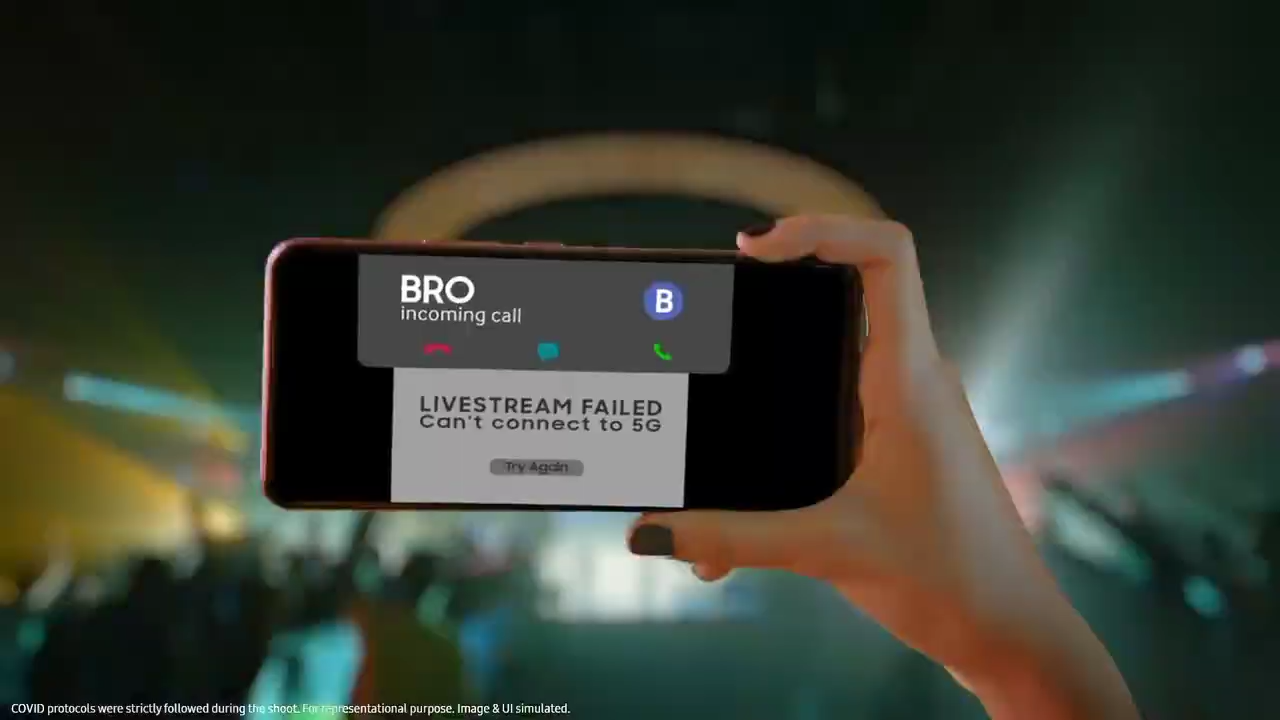 BRO
incoming call
B
LIVESTREAM FAILED
Can't connect to 5G
Try Again
COVID protocols were strictly followed during the shoot. For representational purpose. Image & UI simulated.